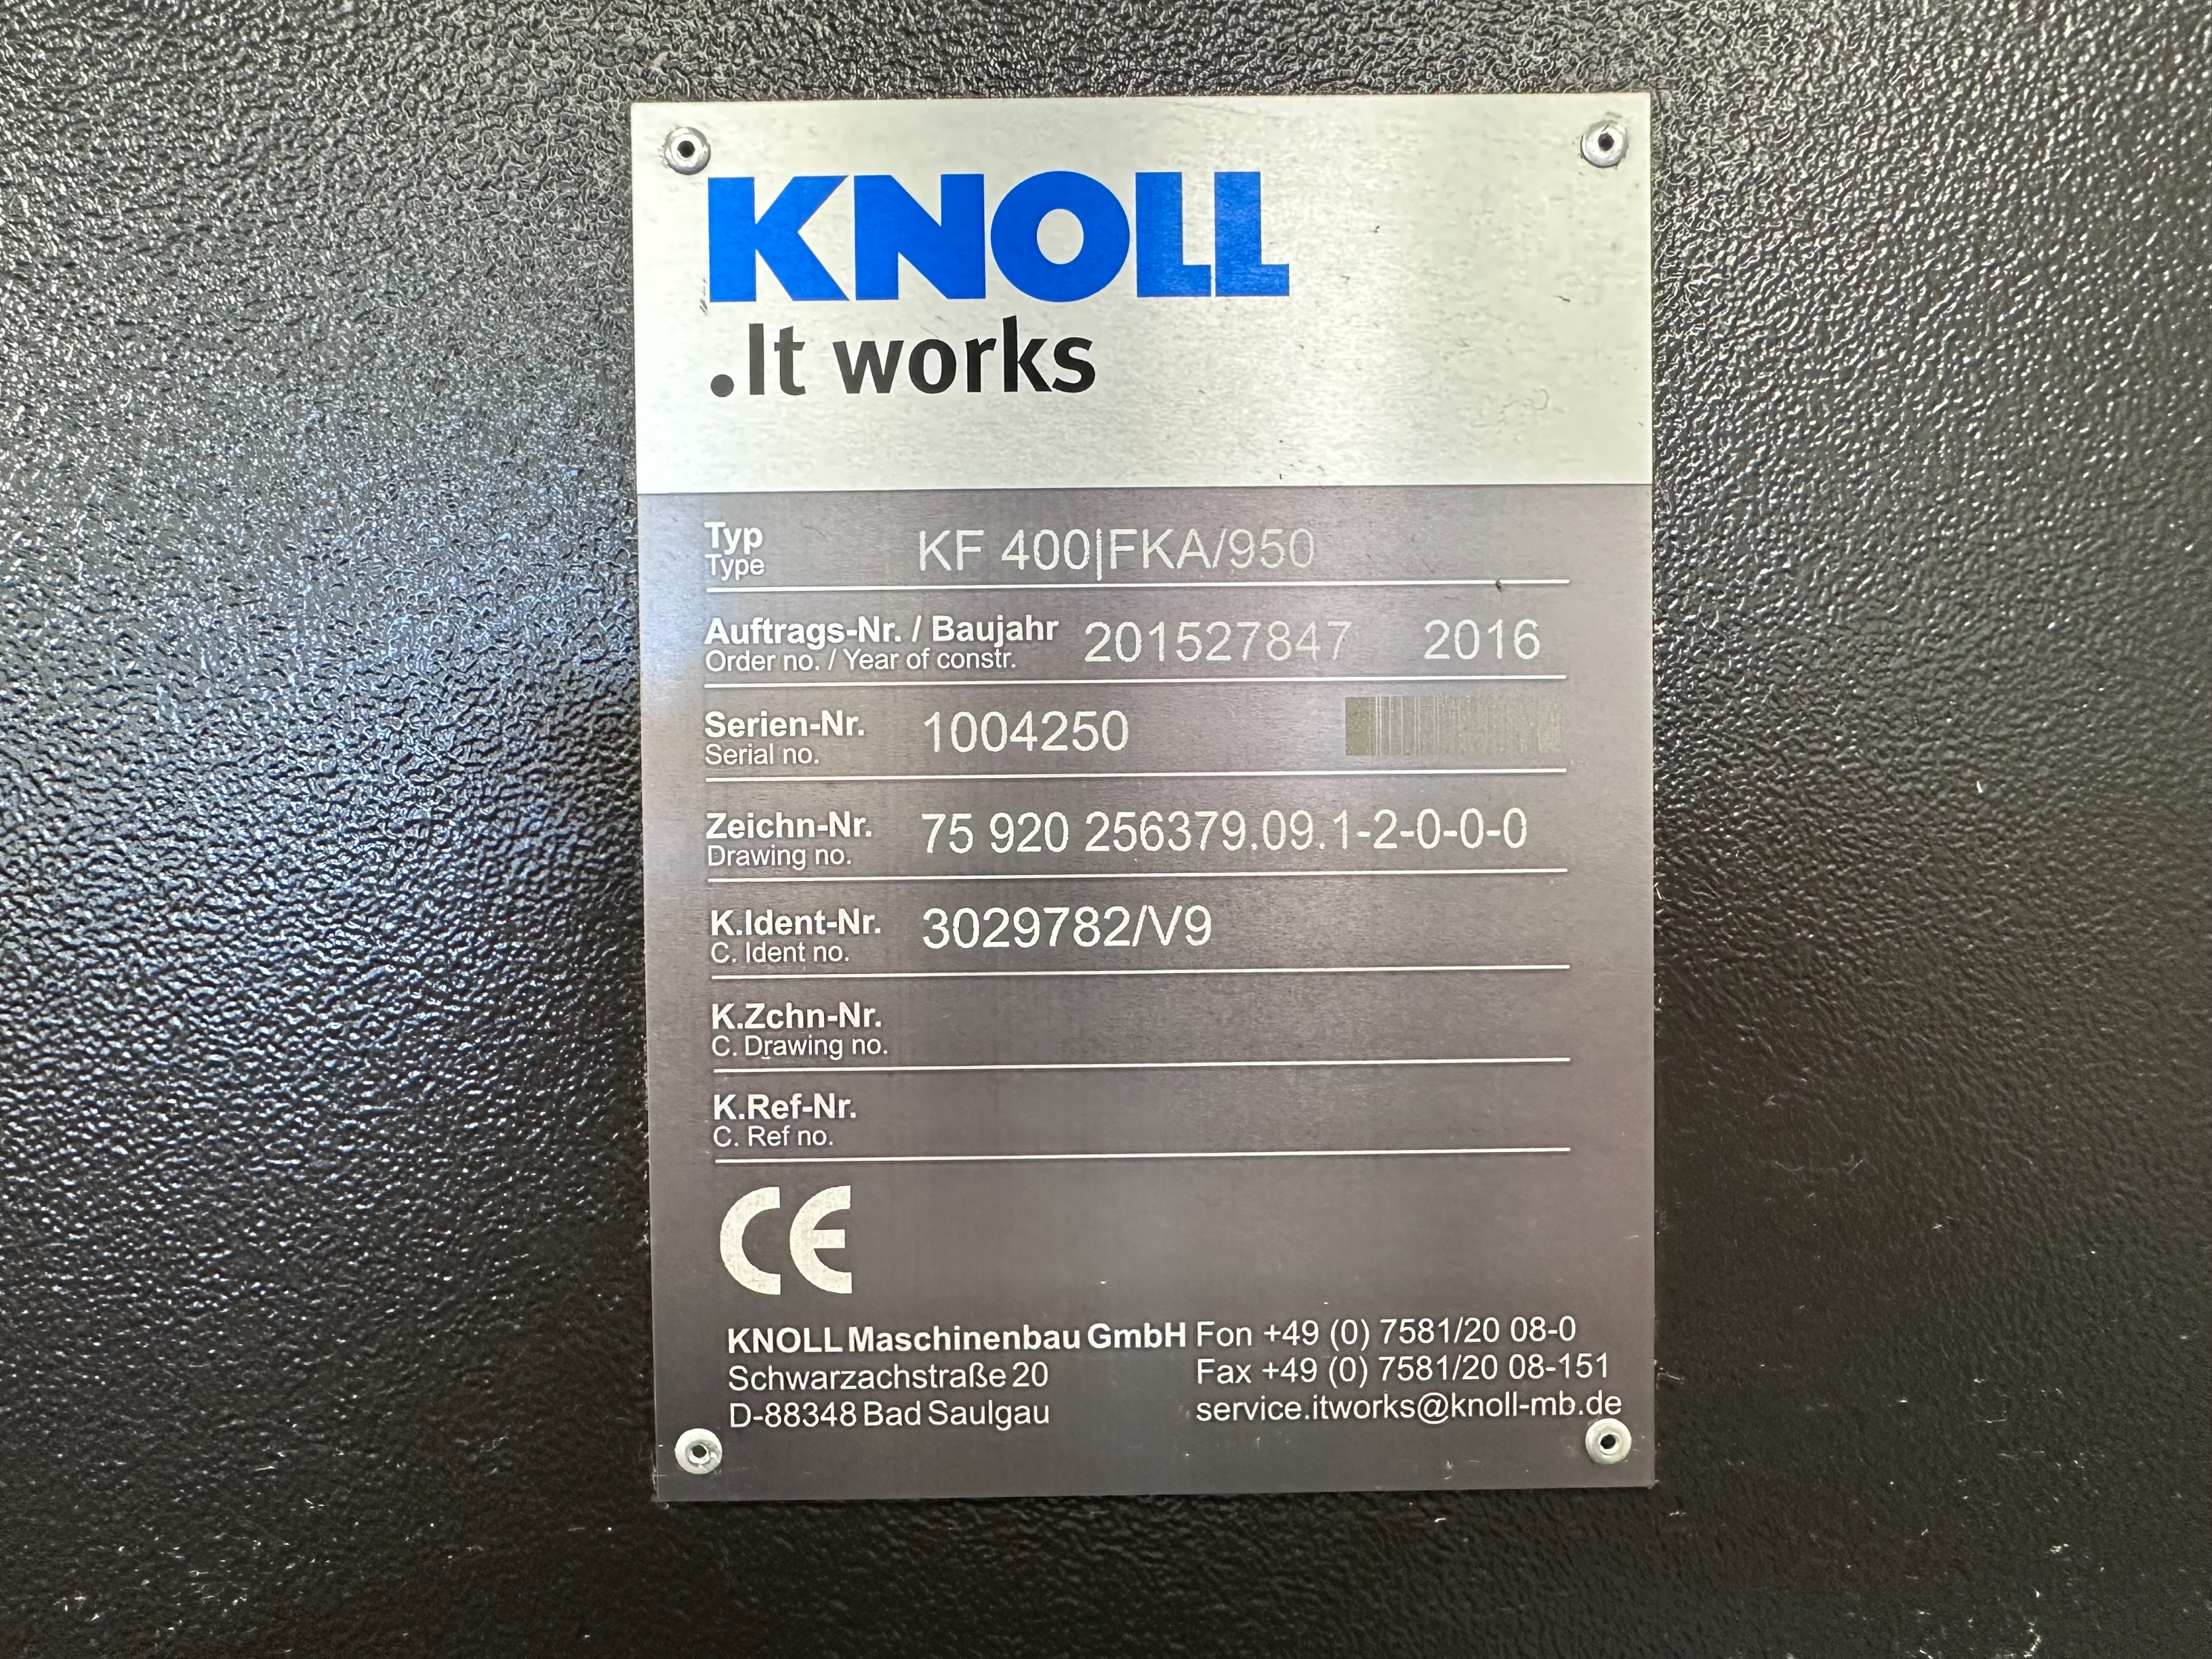 KNOLL
.It works
Typ
Type
KF 400|FKA/950
Auftrags-Nr. / Baujahr
Order no. / Year of constr.
201527847 2016
Serien-Nr.
Serial no.
1004250
Zeichn-Nr.
Drawing no.
75 920 256379.09.1-2-0-0-0
K.Ident-Nr.
C. Ident no.
3029782/V9
K.Zchn-Nr.
C. Drawing no.
K.Ref-Nr.
C. Ref no.
CE
KNOLL Maschinenbau GmbH Fon +49 (0) 7581/20 08-0
Schwarzachstraße 20 Fax +49 (0) 7581/20 08-151
D-88348 Bad Saulgau service.itworks@knoll-mb.de